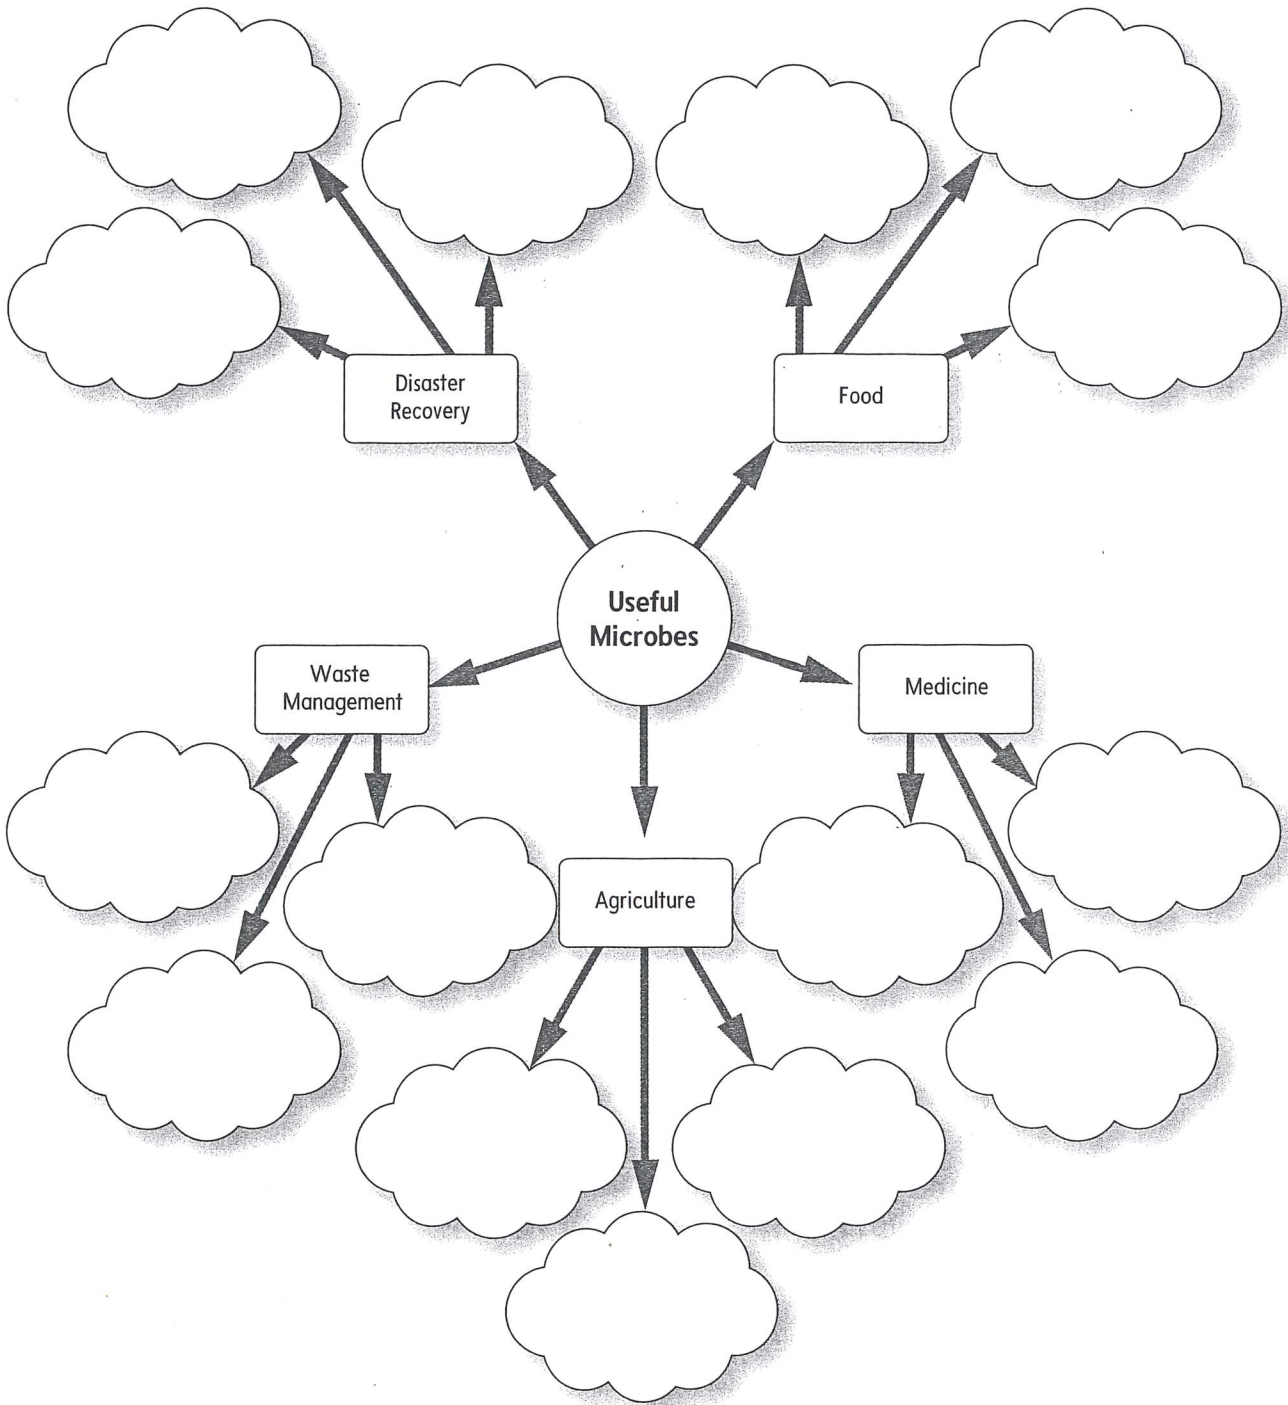 Disaster
Recovery
Food
Useful
Microbes
Waste
Management
Medicine
Agriculture